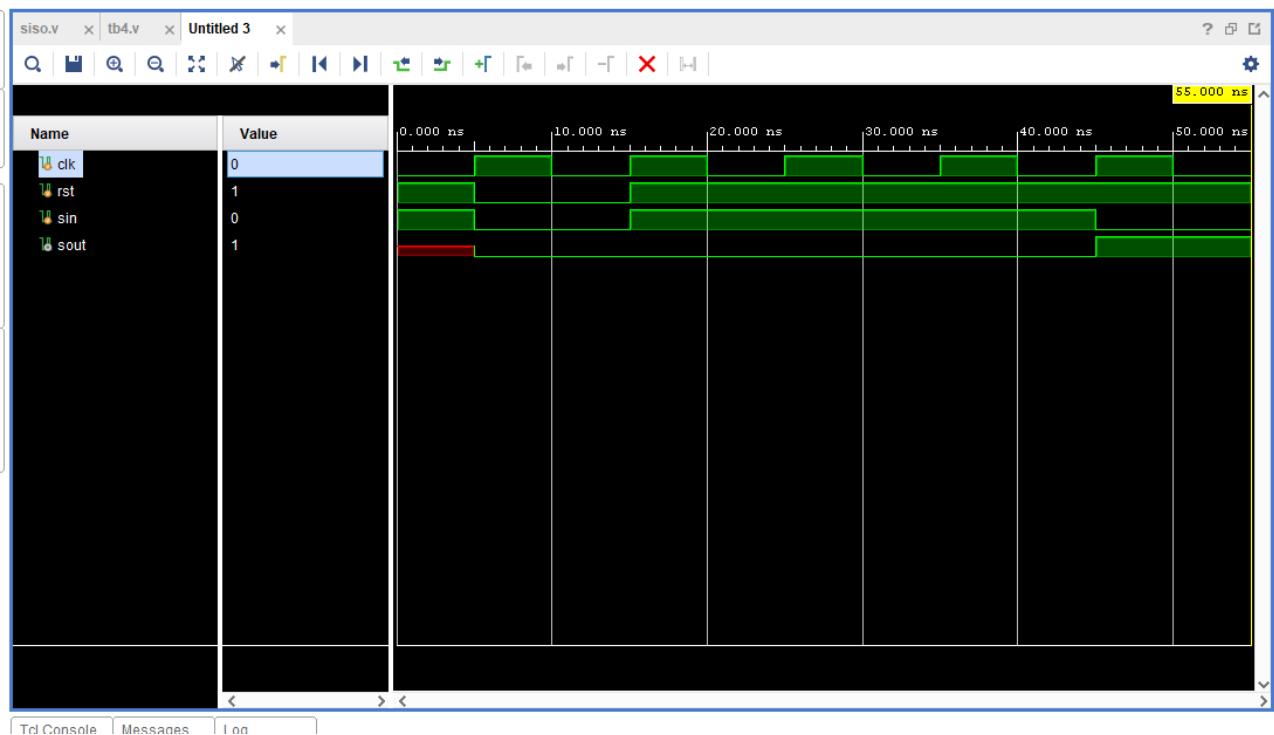 siso.v × tb4.v × Untitled 3 ×
?
55.000 ns
Name Value
0.000 ns 10.000 ns 20.000 ns 30.000 ns 40.000 ns 50.000 ns
clk 0
rst 1
sin 0
sout 1
Tcl Console Messages Log